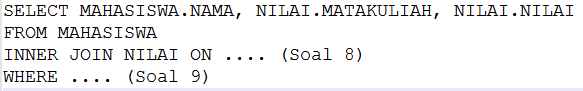 SELECT MAHASISWA.NAMA, NILAI.MATAKULIAH, NILAI.NILAI
FROM MAHASISWA
INNER JOIN NILAI ON .... (Soal 8)
WHERE .... (Soal 9)